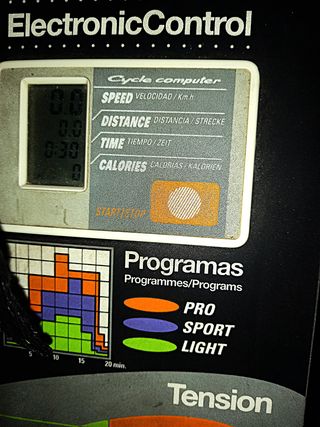 ElectronicControl
Cycle computer
0.0
SPEED VELOCIDAD / Km h
0.0
DISTANCE DISTANCIA / STRECKE
0:30
TIME TIEMPO / ZEIT
0
CALORIES CALORIAS / KALORIEN
START/STOP
Programas
Programmes/Programs
PRO
SPORT
LIGHT
5 10 15 20 min.
Tension